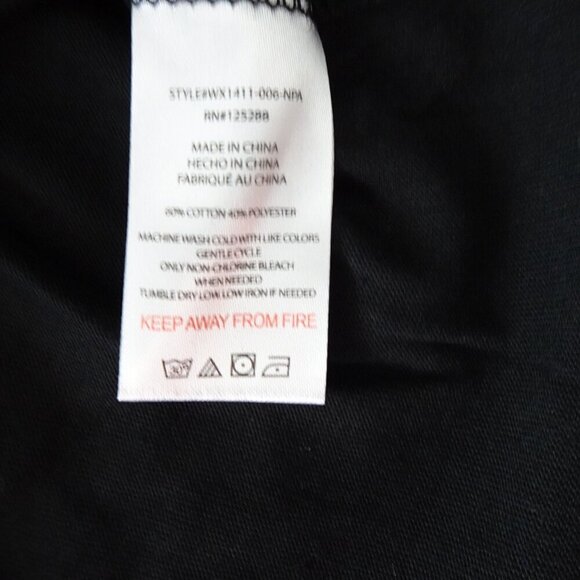 STYLE#WX1411-006-NPA
RN#125288
MADE IN CHINA
HECHO EN CHINA
FABRIQUÉ AU CHINA
60% COTTON 40% POLYESTER
MACHINE WASH COLD WITH LIKE COLORS
GENTLE CYCLE
ONLY NON-CHLORINE BLEACH
WHEN NEEDED
TUMBLE DRY LOW, LOW IRON IF NEEDED
KEEP AWAY FROM FIRE
30°